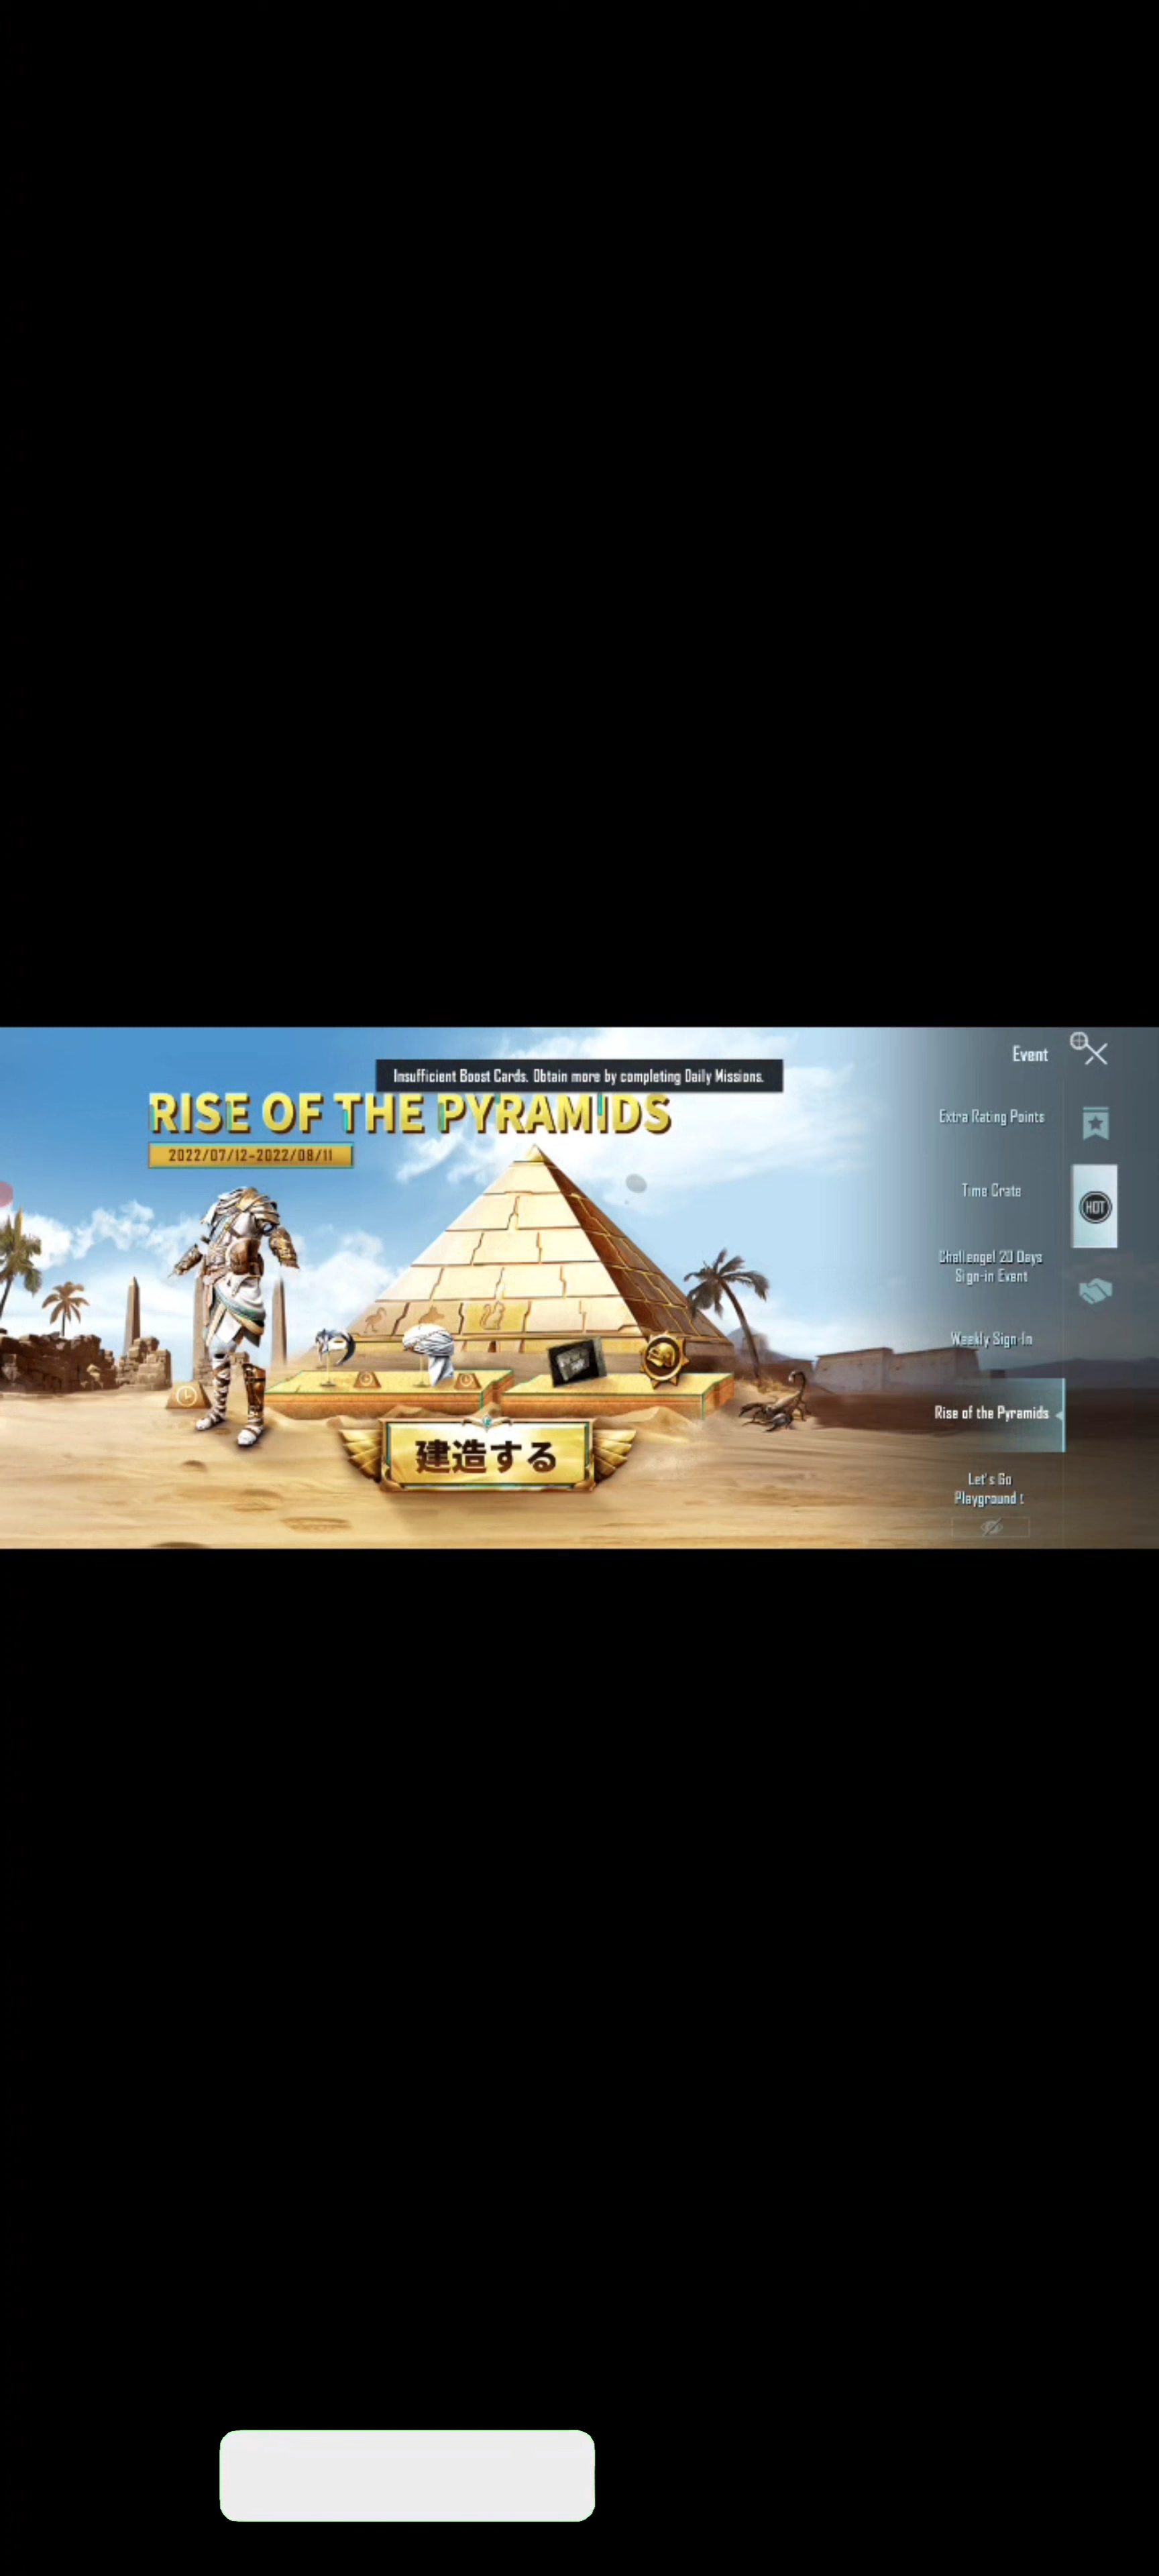 Insufficient Boost Cards. Obtain more by completing Daily Missions.
RISE OF THE PYRAMIDS
2022/07/12-2022/08/11
建造する
Event
Extra Rating Points
Time Crate
Challenge! 20 Days
Sign-in Event
Weekly Sign-In
Rise of the Pyramids
Let's Go
Playground t
HOT